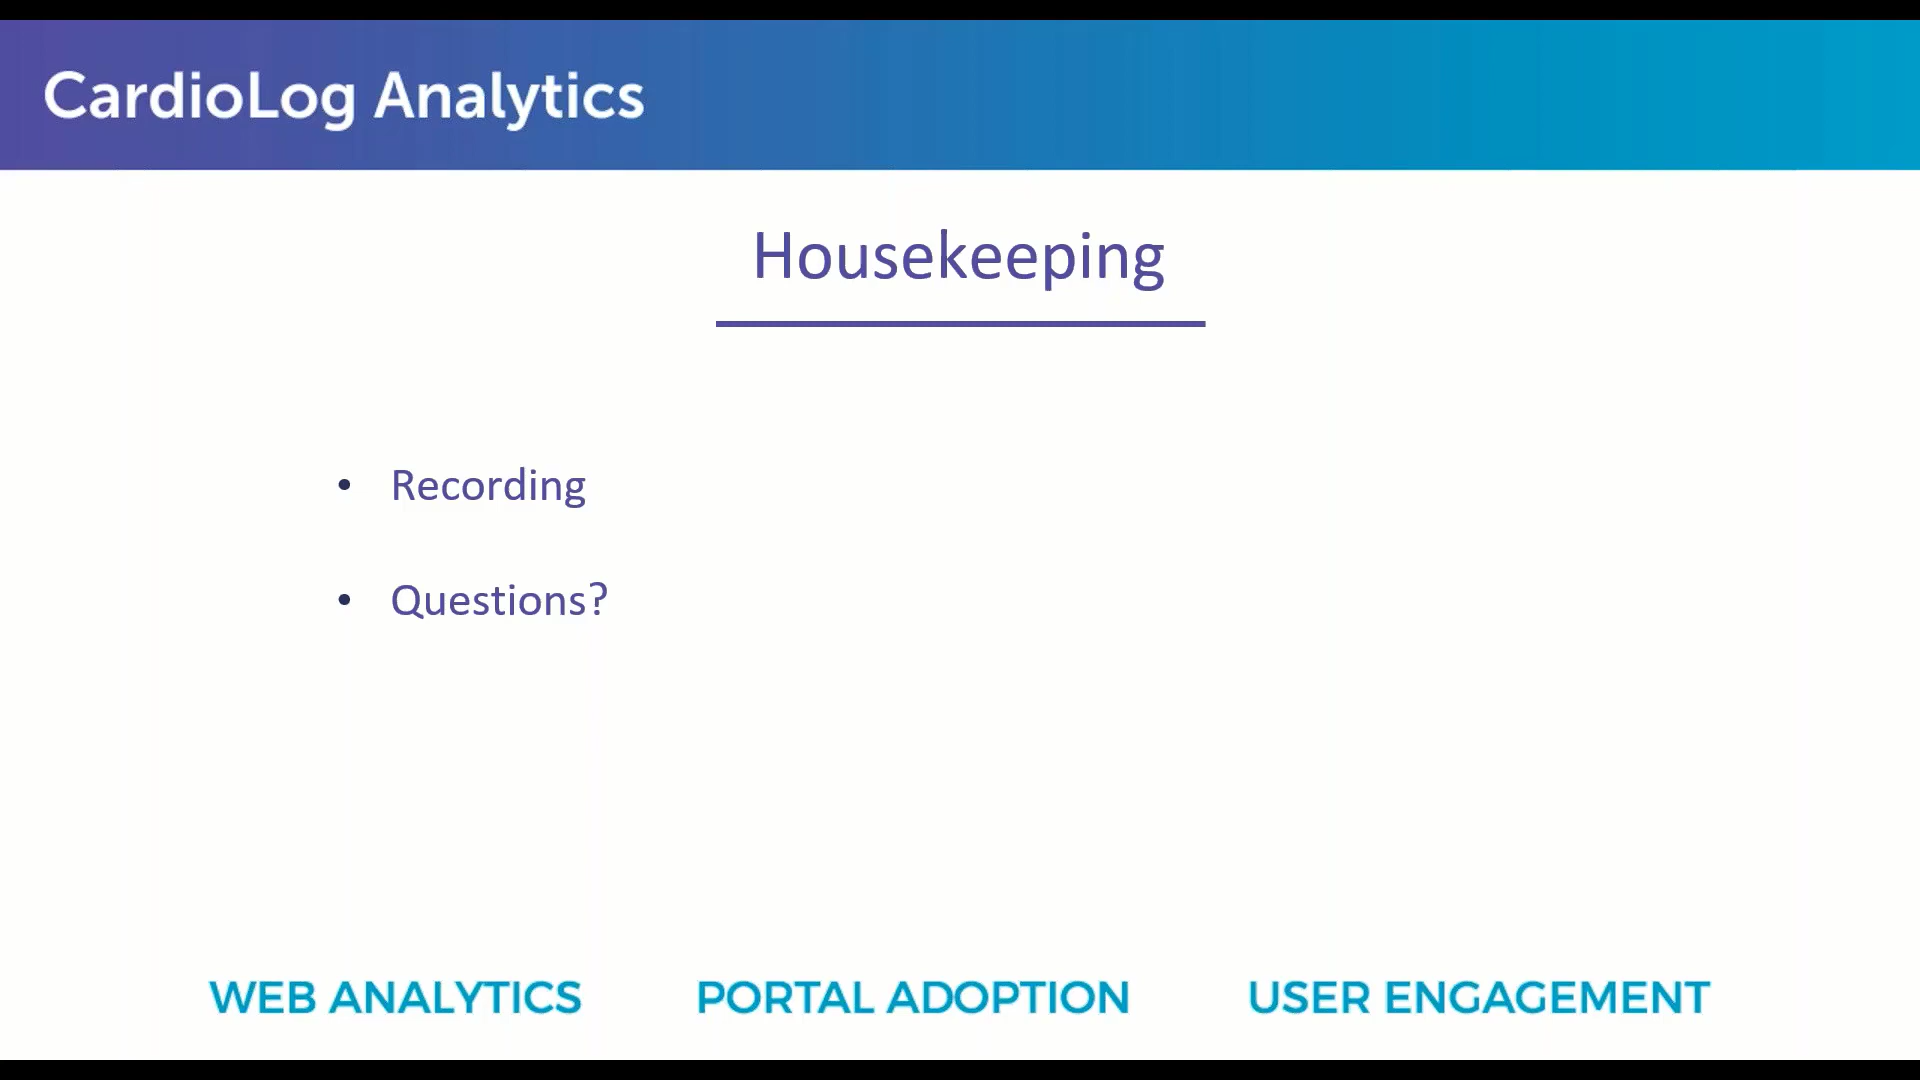 CardioLog Analytics
Housekeeping
• Recording
• Questions?
WEB ANALYTICS PORTAL ADOPTION USER ENGAGEMENT